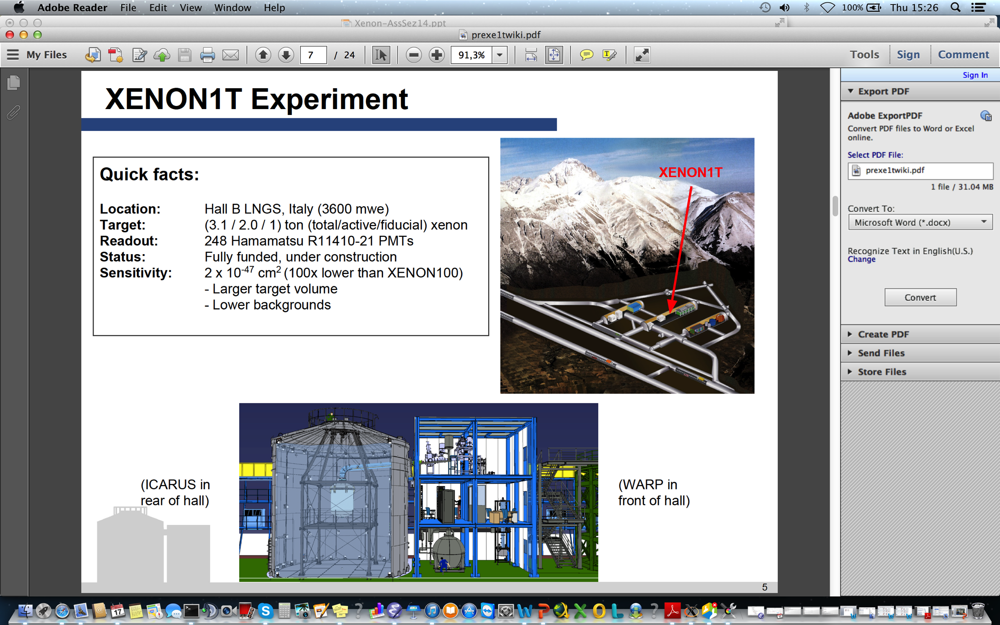 Adobe Reader File Edit View Window Help 100% Thu 15:26
Xenon-AssSez14.ppt
prexe1twiki.pdf
My Files 7 / 24 91,3% Tools Sign Comment
Sign In
XENON1T Experiment
Quick facts:
Location: Hall B LNGS, Italy (3600 mwe)
Target: (3.1 / 2.0 / 1) ton (total/active/fiducial) xenon
Readout: 248 Hamamatsu R11410-21 PMTs
Status: Fully funded, under construction
Sensitivity: 2 x 10⁻⁴⁷ cm² (100x lower than XENON100)
- Larger target volume
- Lower backgrounds
XENON1T
(ICARUS in
rear of hall)
(WARP in
front of hall)
5
Export PDF
Adobe ExportPDF
Convert PDF files to Word or Excel
online.
Select PDF File:
prexe1twiki.pdf
1 file / 31.04 MB
Convert To:
Microsoft Word (*.docx)
Recognize Text in English(U.S.)
Change
Convert
Create PDF
Send Files
Store Files
17